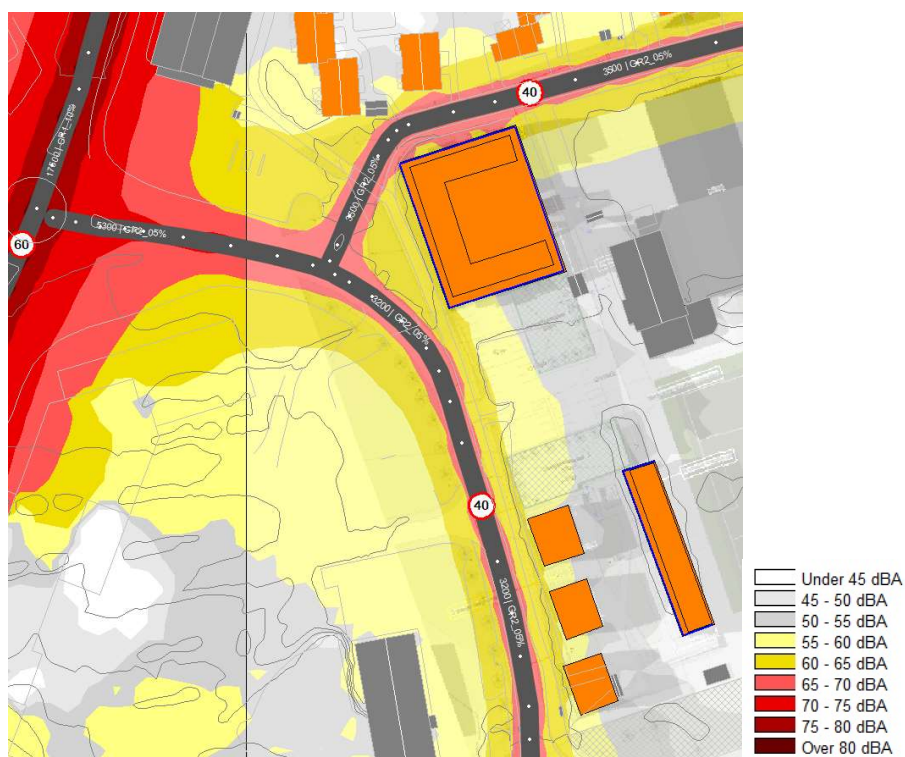 3500 | GR2_05%
40
17600 | GR1_10%
3500 | GR2_05%
5300 | GR2_05%
60
3200 | GR2_05%
40
3200 | GR2_05%
Under 45 dBA
45 - 50 dBA
50 - 55 dBA
55 - 60 dBA
60 - 65 dBA
65 - 70 dBA
70 - 75 dBA
75 - 80 dBA
Over 80 dBA